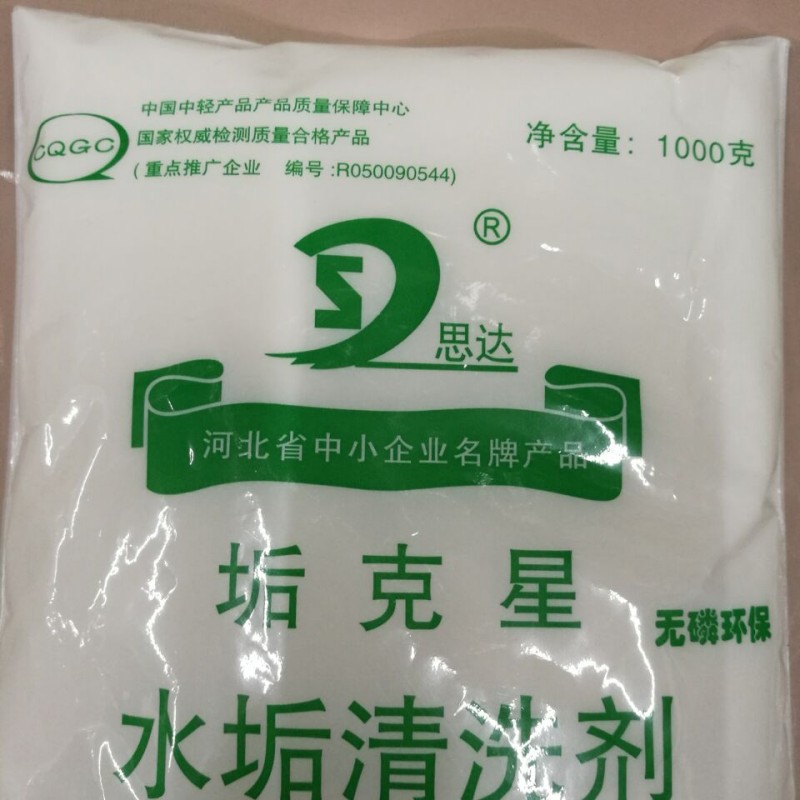 中国中轻产品产品质量保障中心
CQGC
国家权威检测质量合格产品
(重点推广企业 编号:R050090544)
净含量：1000克
®
思达
河北省中小企业名牌产品
垢克星
无磷环保
水垢清洗剂